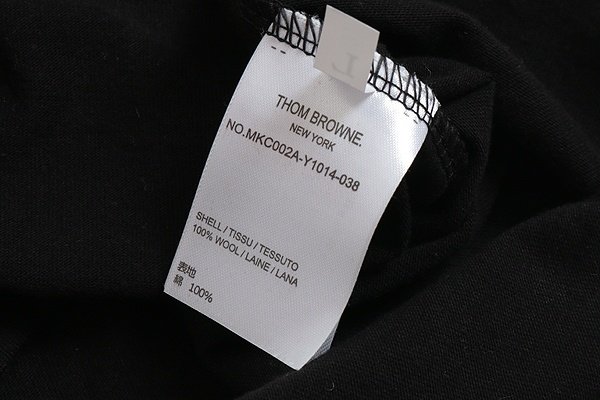 L
THOM BROWNE.
NEW YORK
NO.MKC002A-Y1014-038
SHELL / TISSU / TESSUTO
100% WOOL / LAINE / LANA
表地
綿 100%